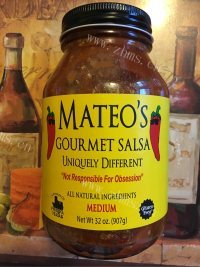 MATEO'S
GOURMET SALSA
UNIQUELY DIFFERENT
"Not Responsible For Obsession"
ALL NATURAL INGREDIENTS
MEDIUM
Net Wt 32 oz. (907g)